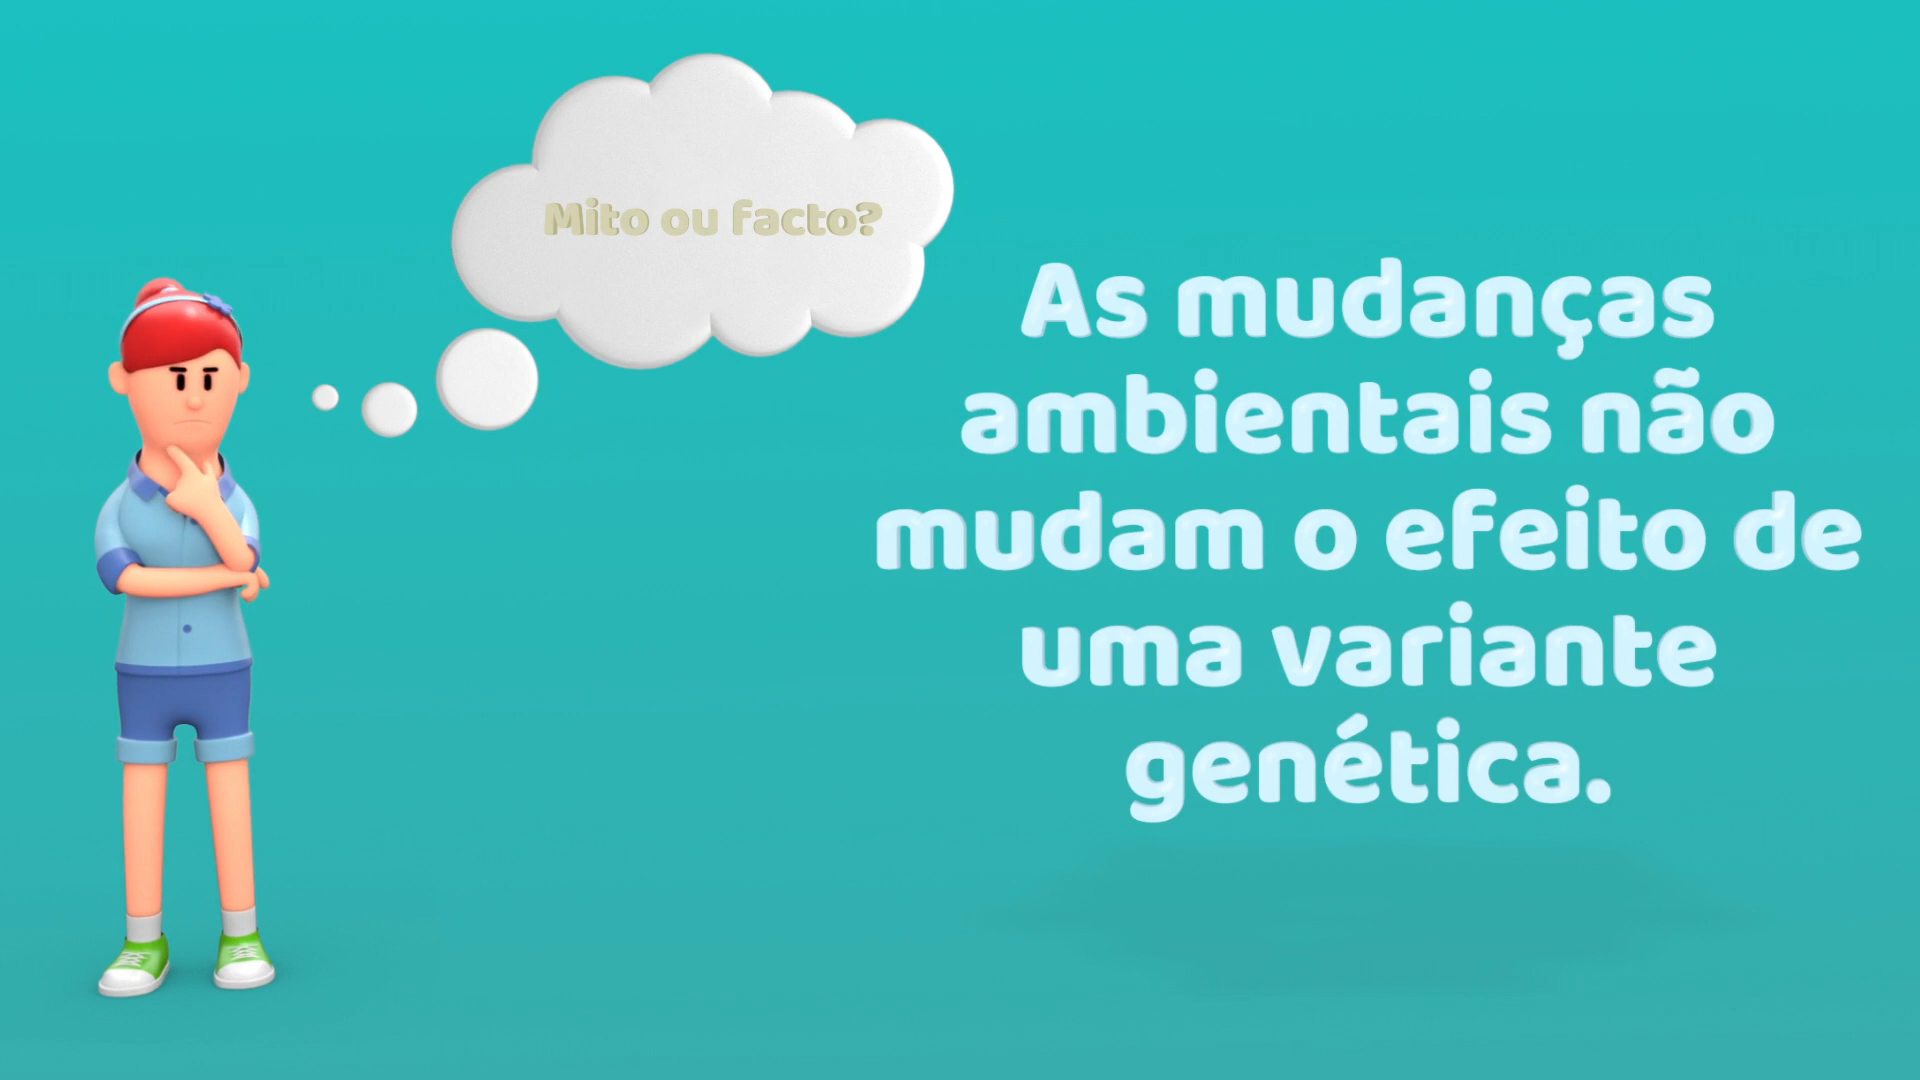 Mito ou facto?
As mudanças
ambientais não
mudam o efeito de
uma variante
genética.